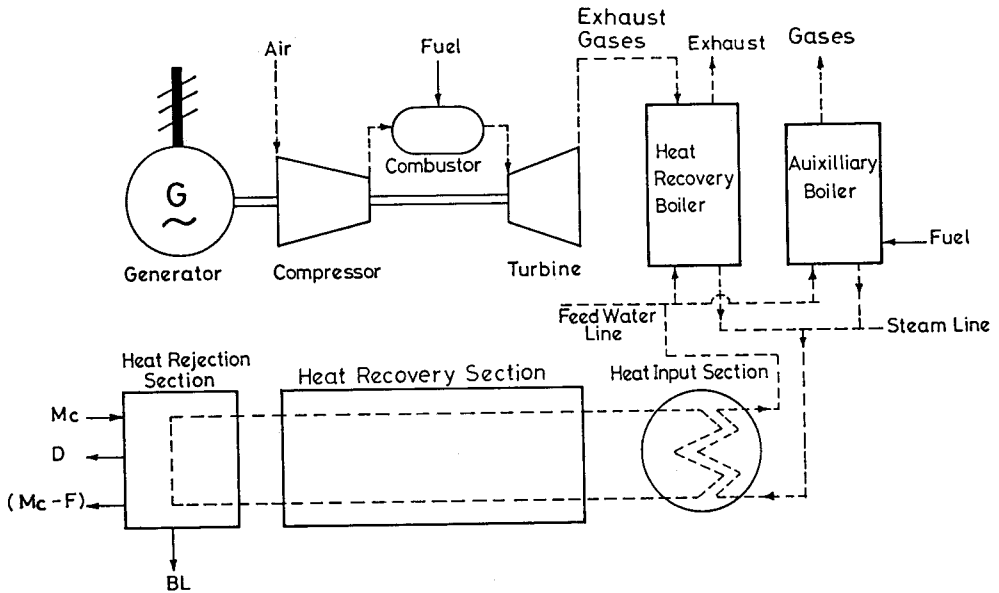 Air
Fuel
Exhaust
Gases
Exhaust
Gases
Combustor
Heat
Recovery
Boiler
Auixilliary
Boiler
G
~
Generator
Compressor
Turbine
Fuel
Feed Water
Line
Steam Line
Heat Rejection
Section
Heat Recovery Section
Heat Input Section
Mc
D
(Mc-F)
BL